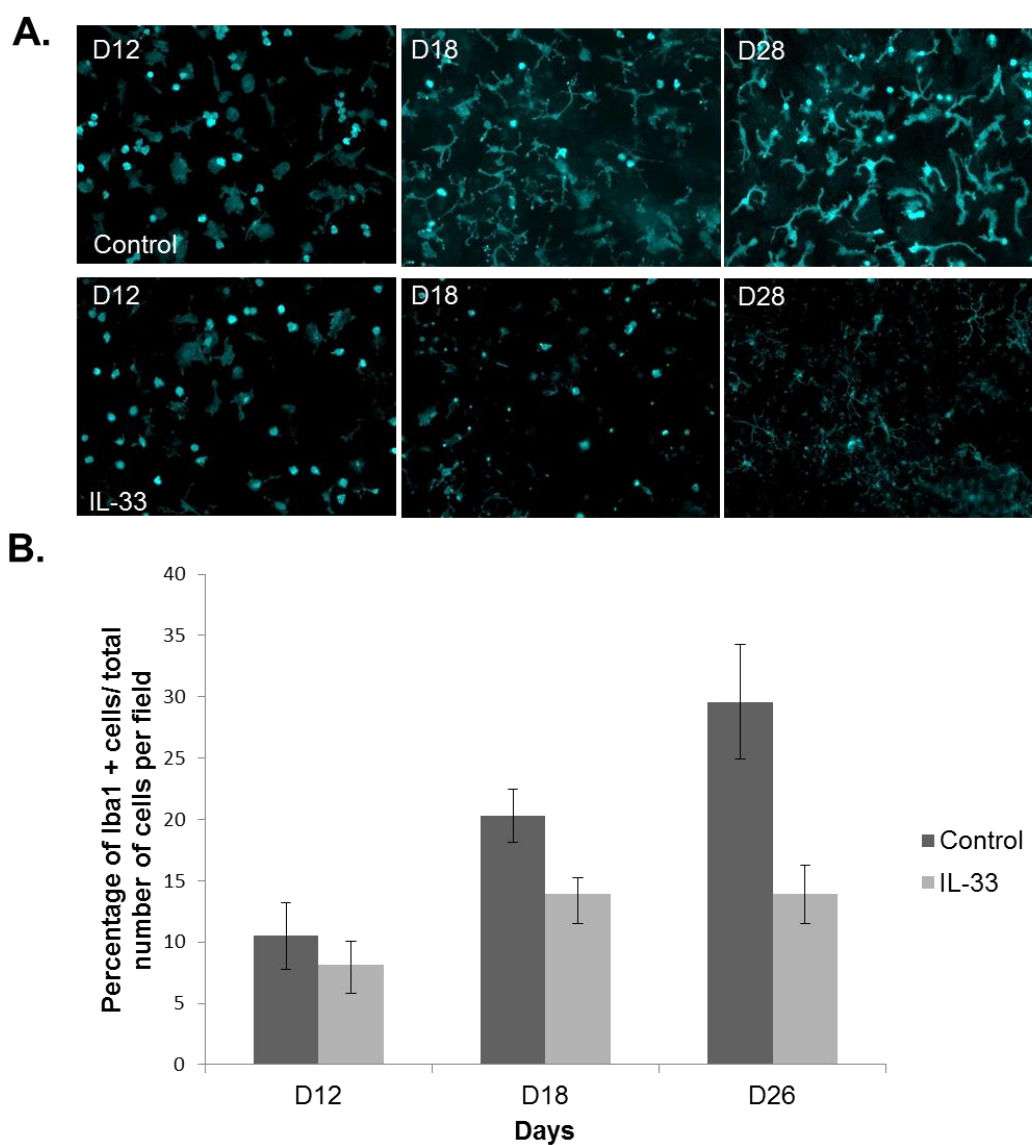 A.
D12
D18
D28
Control
D12
D18
D28
IL-33
B.
Percentage of Iba1 + cells/ total
number of cells per field
40
35
30
25
20
15
10
5
0
D12
D18
D26
Days
Control
IL-33